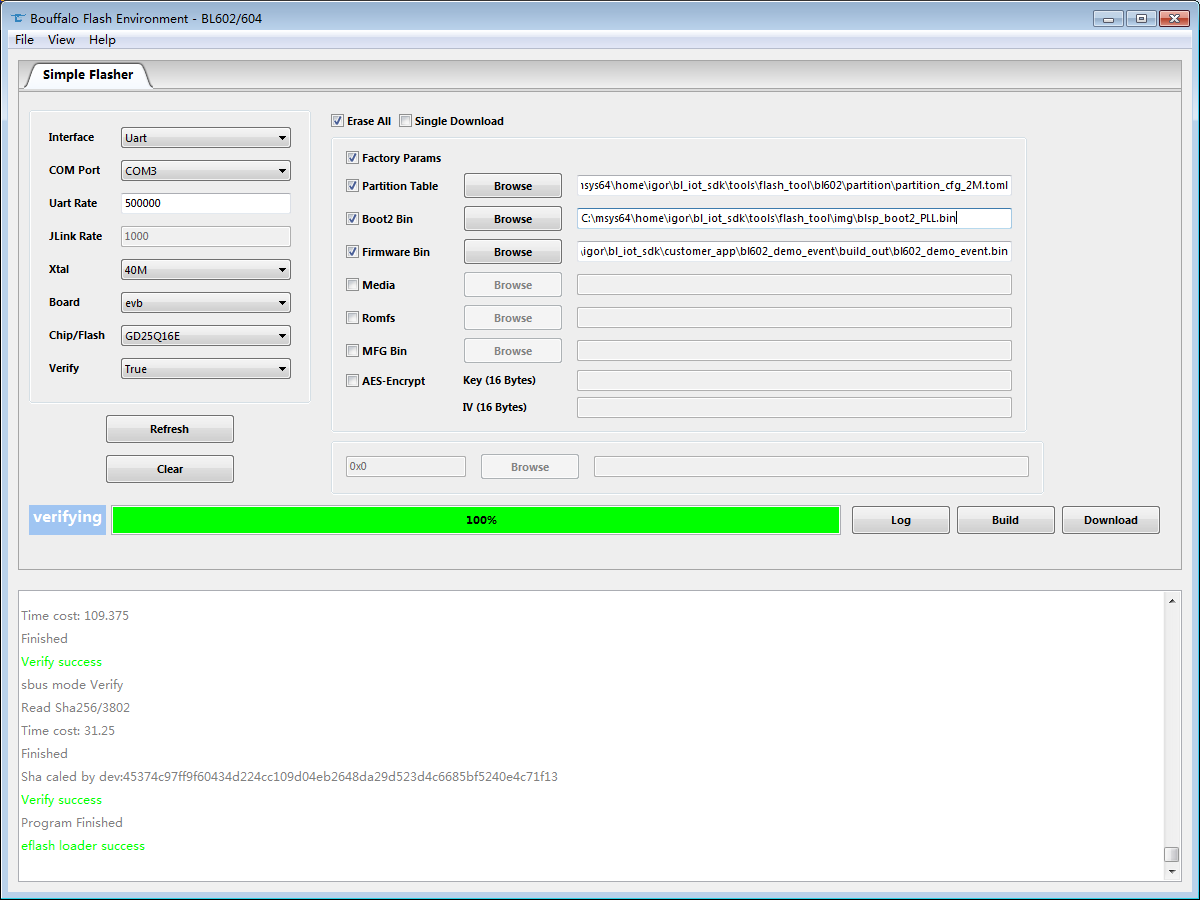 Bouffalo Flash Environment - BL602/604
File View Help
Simple Flasher
Interface Uart
COM Port COM3
Uart Rate 500000
JLink Rate 1000
Xtal 40M
Board evb
Chip/Flash GD25Q16E
Verify True
Refresh
Clear
Erase All Single Download
Factory Params
Partition Table Browse nsys64\home\igor\bl_iot_sdk\tools\flash_tool\bl602\partition\partition_cfg_2M.toml
Boot2 Bin Browse C:\msys64\home\igor\bl_iot_sdk\tools\flash_tool\img\blsp_boot2_PLL.bin
Firmware Bin Browse \igor\bl_iot_sdk\customer_app\bl602_demo_event\build_out\bl602_demo_event.bin
Media Browse
Romfs Browse
MFG Bin Browse
AES-Encrypt Key (16 Bytes)
IV (16 Bytes)
0x0 Browse
verifying 100% Log Build Download
Time cost: 109.375
Finished
Verify success
sbus mode Verify
Read Sha256/3802
Time cost: 31.25
Finished
Sha caled by dev:45374c97ff9f60434d224cc109d04eb2648da29d523d4c6685bf5240e4c71f13
Verify success
Program Finished
eflash loader success